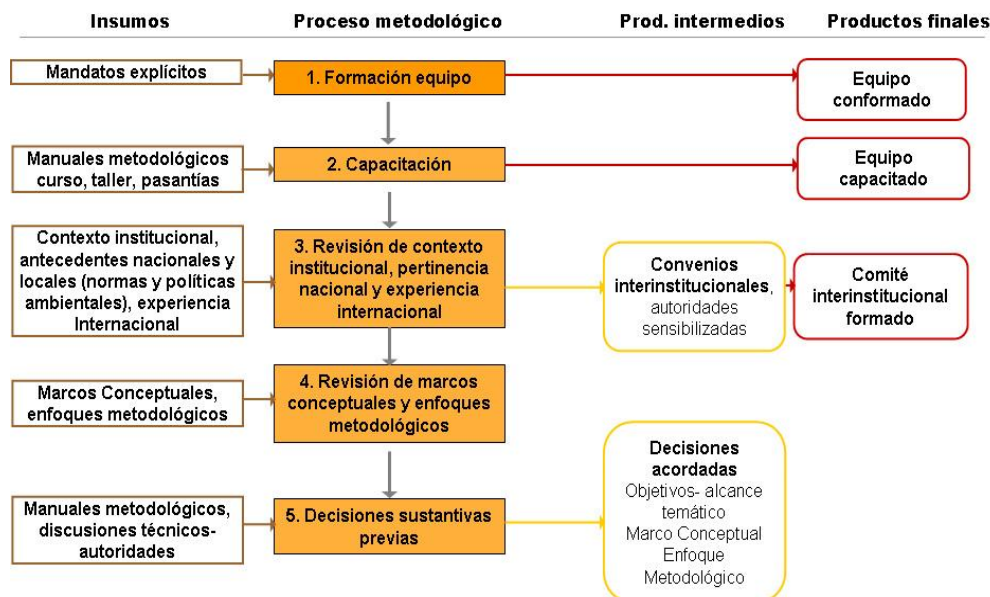 Insumos
Proceso metodológico
Prod. intermedios
Productos finales
Mandatos explícitos
1. Formación equipo
Equipo
conformado
Manuales metodológicos
curso, taller, pasantías
2. Capacitación
Equipo
capacitado
Contexto institucional,
antecedentes nacionales y
locales (normas y políticas
ambientales), experiencia
Internacional
3. Revisión de contexto
institucional, pertinencia
nacional y experiencia
internacional
Convenios
interinstitucionales,
autoridades
sensibilizadas
Comité
interinstitucional
formado
Marcos Conceptuales,
enfoques metodológicos
4. Revisión de marcos
conceptuales y enfoques
metodológicos
Manuales metodológicos,
discusiones técnicos-
autoridades
5. Decisiones sustantivas
previas
Decisiones
acordadas
Objetivos- alcance
temático
Marco Conceptual
Enfoque
Metodológico